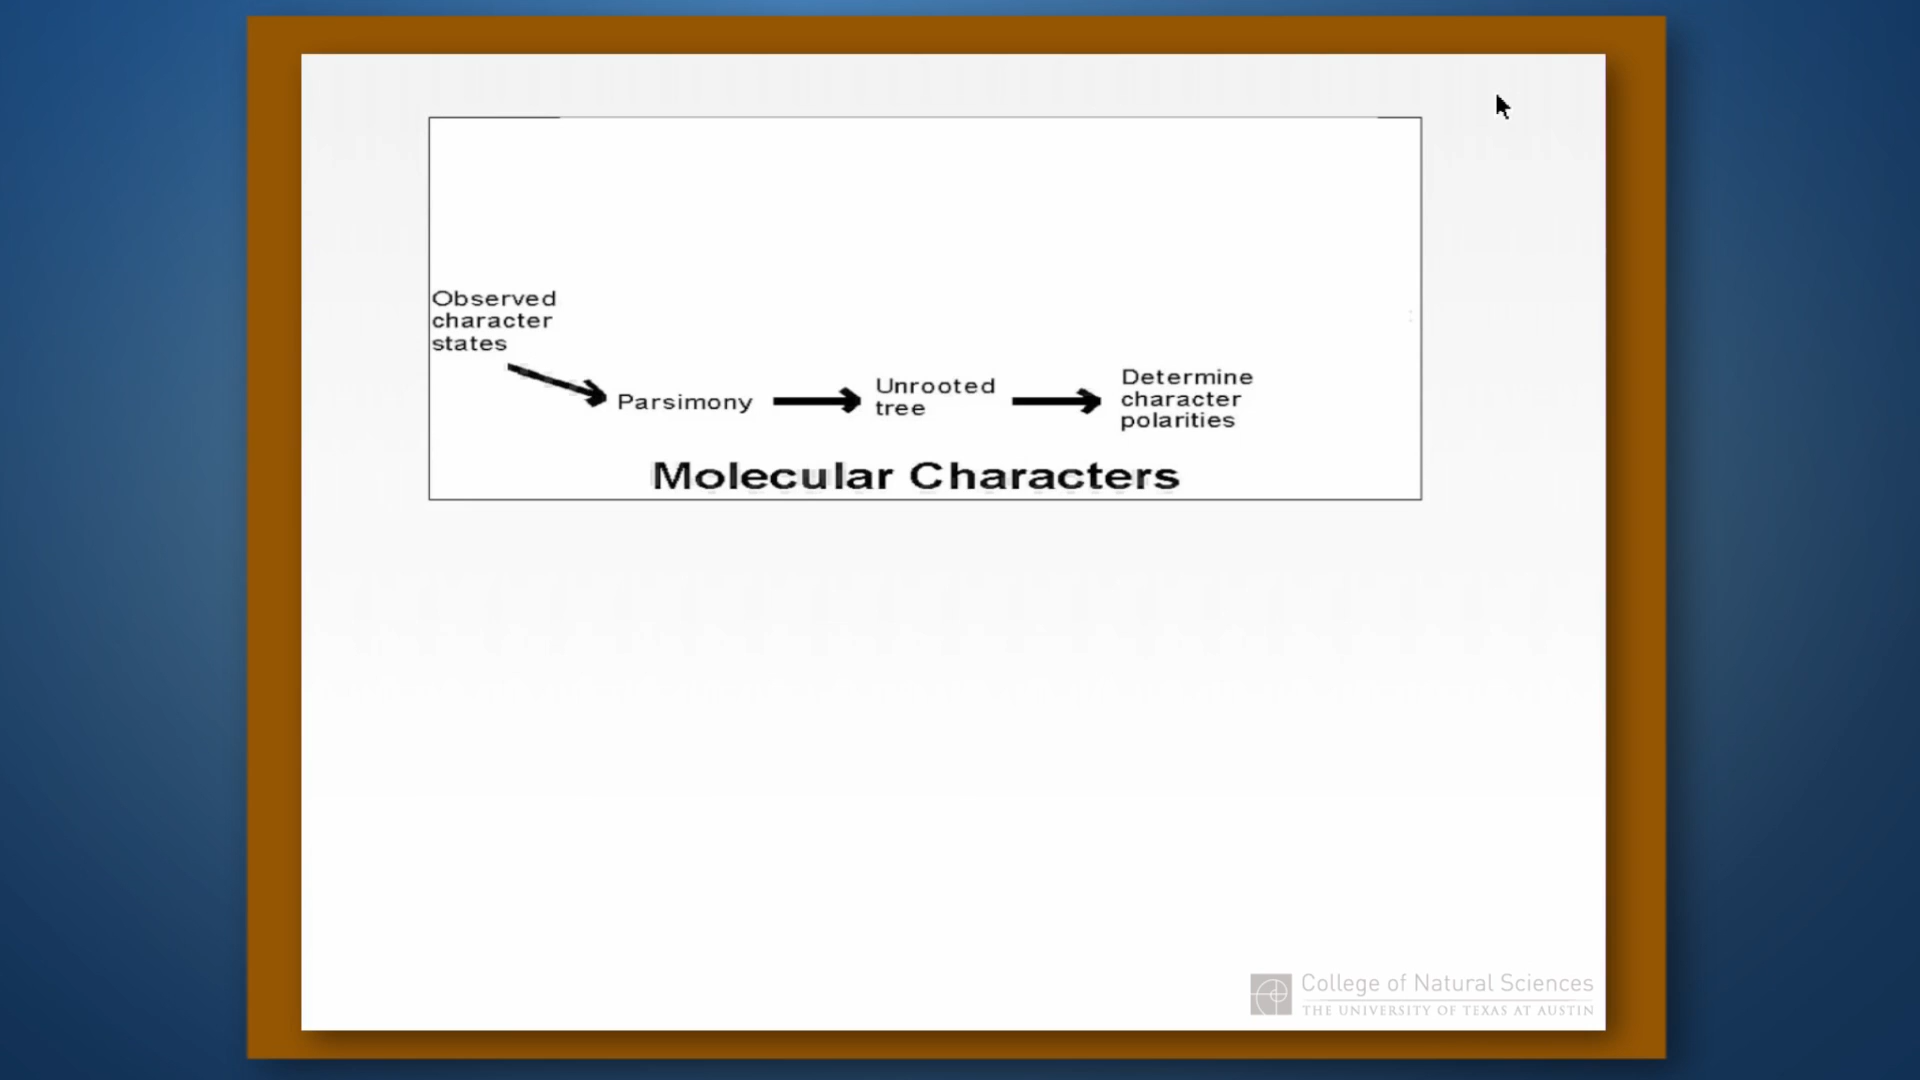 Observed
character
states
Parsimony
Unrooted
tree
Determine
character
polarities
Molecular Characters
College of Natural Sciences
THE UNIVERSITY OF TEXAS AT AUSTIN